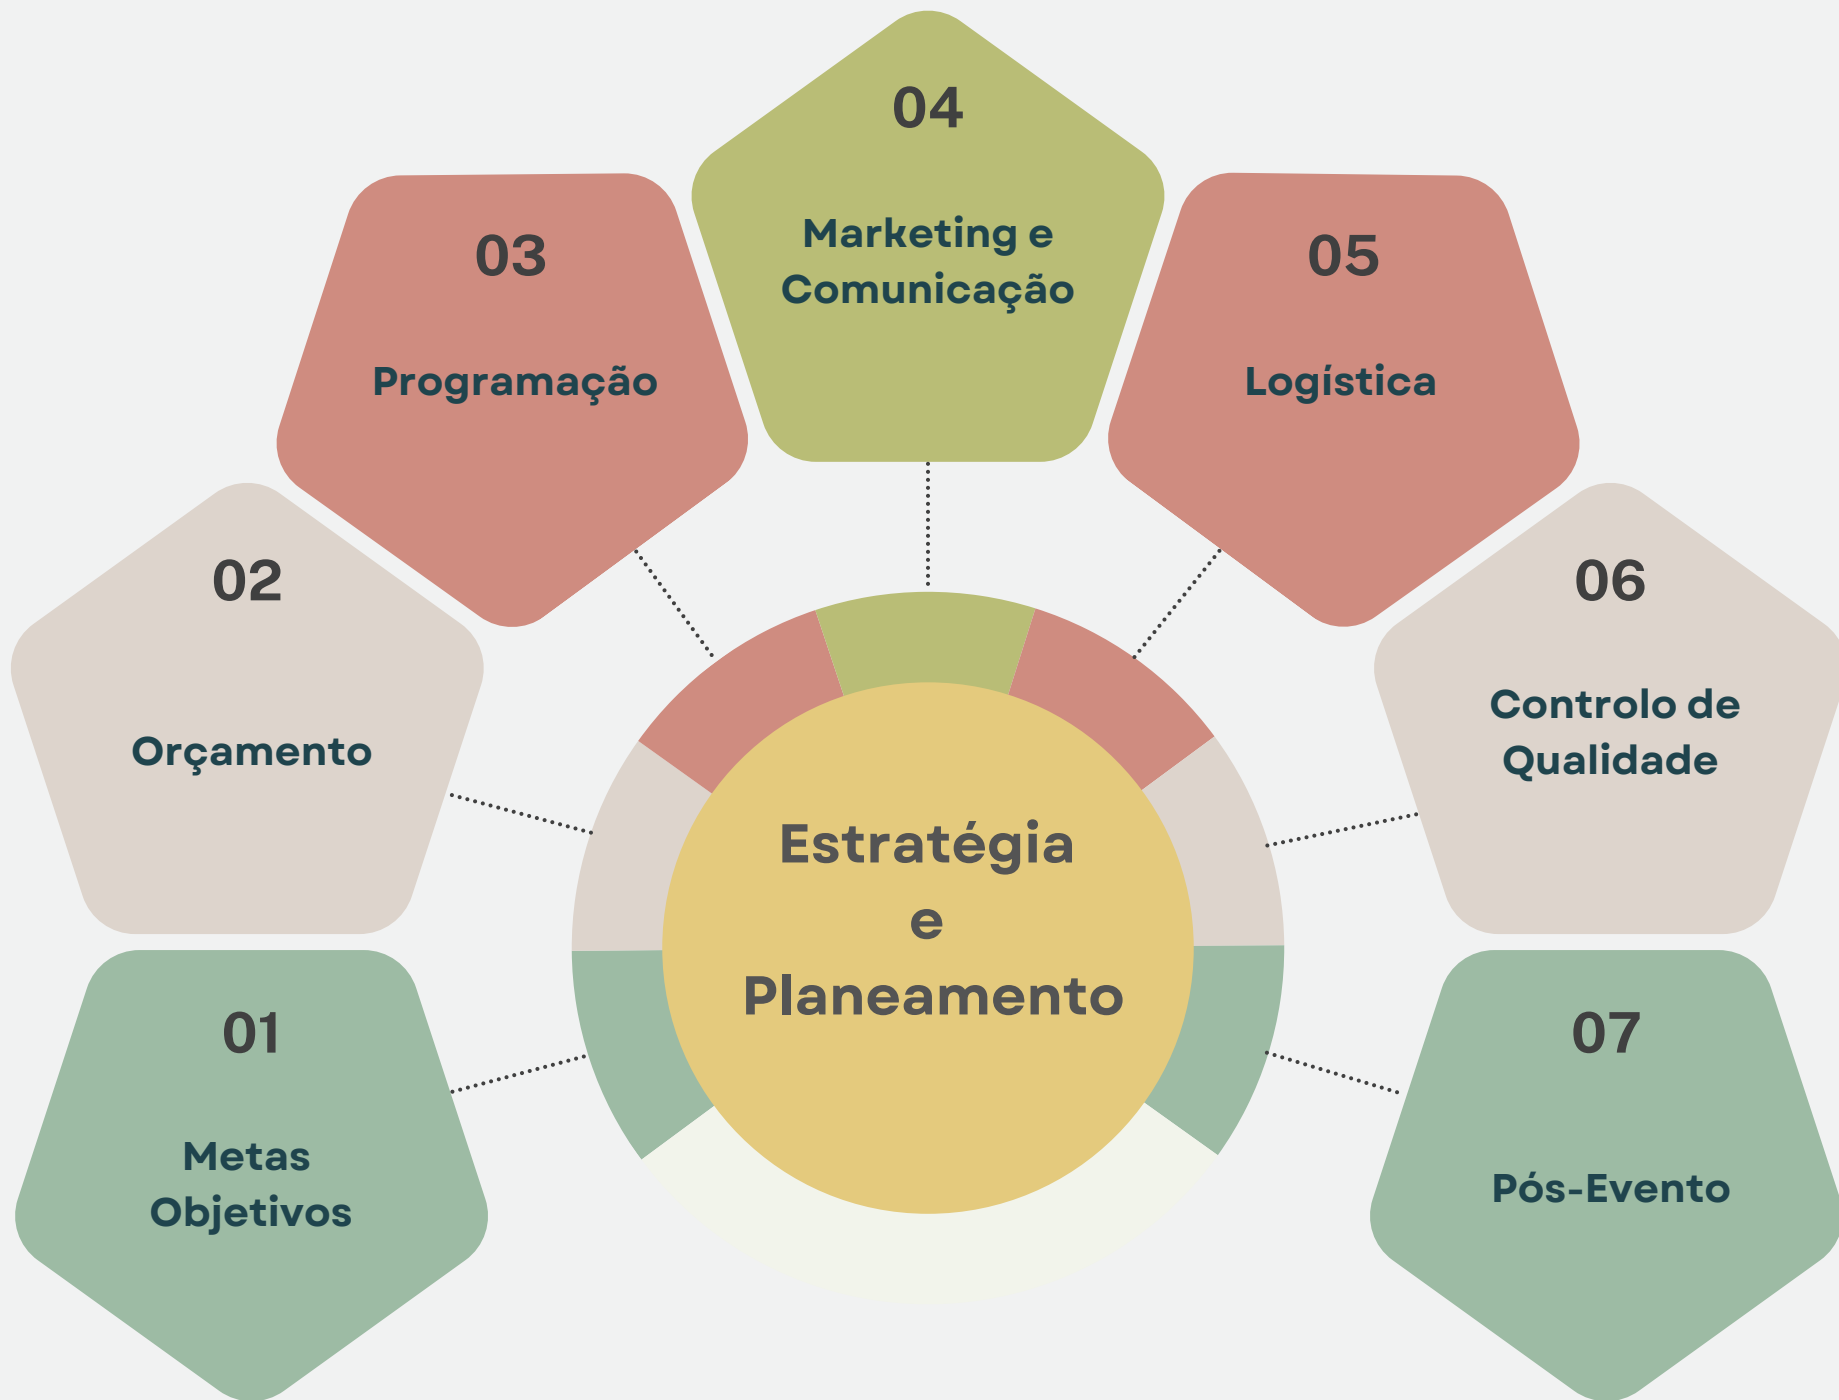 01
Metas
Objetivos
02
Orçamento
03
Programação
04
Marketing e
Comunicação
05
Logística
06
Controlo de
Qualidade
07
Pós-Evento
Estratégia
e
Planeamento